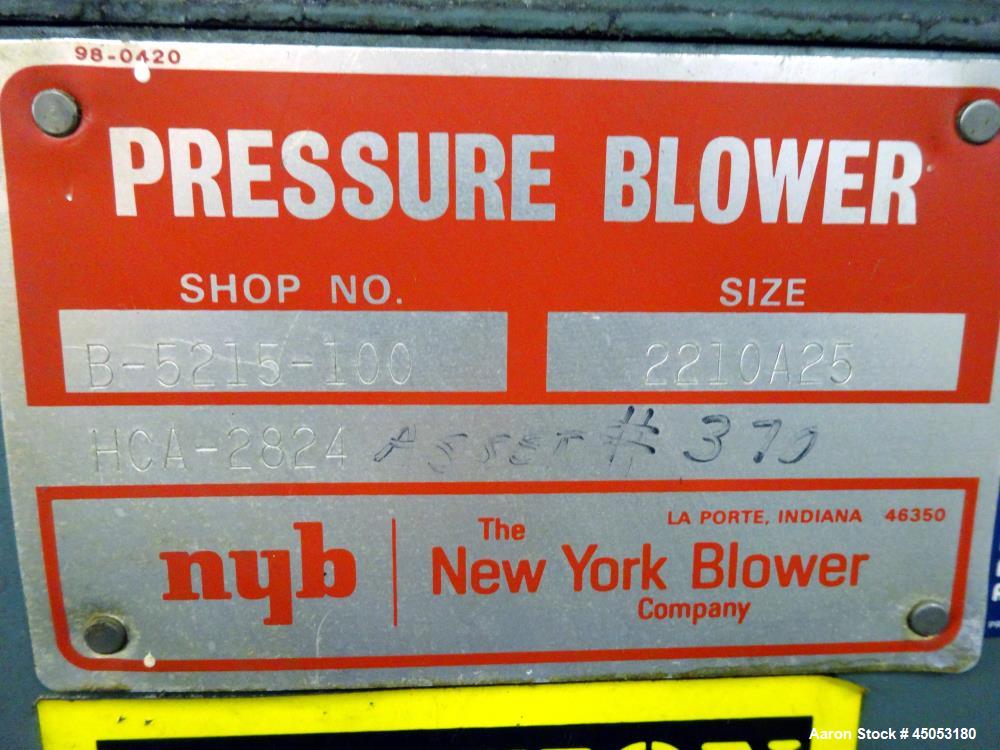 98-0420
PRESSURE BLOWER
SHOP NO. SIZE
B-5215-100 2210A25
HCA-2824 ASSET # 370
LA PORTE, INDIANA 46350
nyb The
New York Blower
Company
Aaron Stock # 45053180